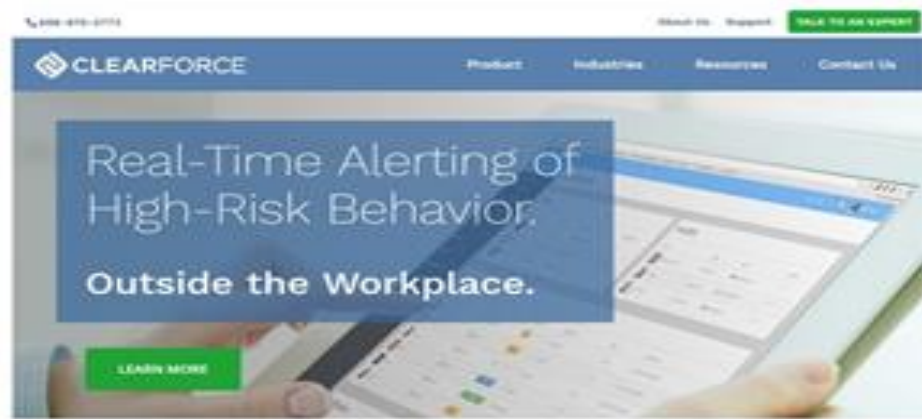 About Us Support TALK TO AN EXPERT
CLEARFORCE
Product Industries Resources Contact Us
Real-Time Alerting of
High-Risk Behavior.
Outside the Workplace.
LEARN MORE